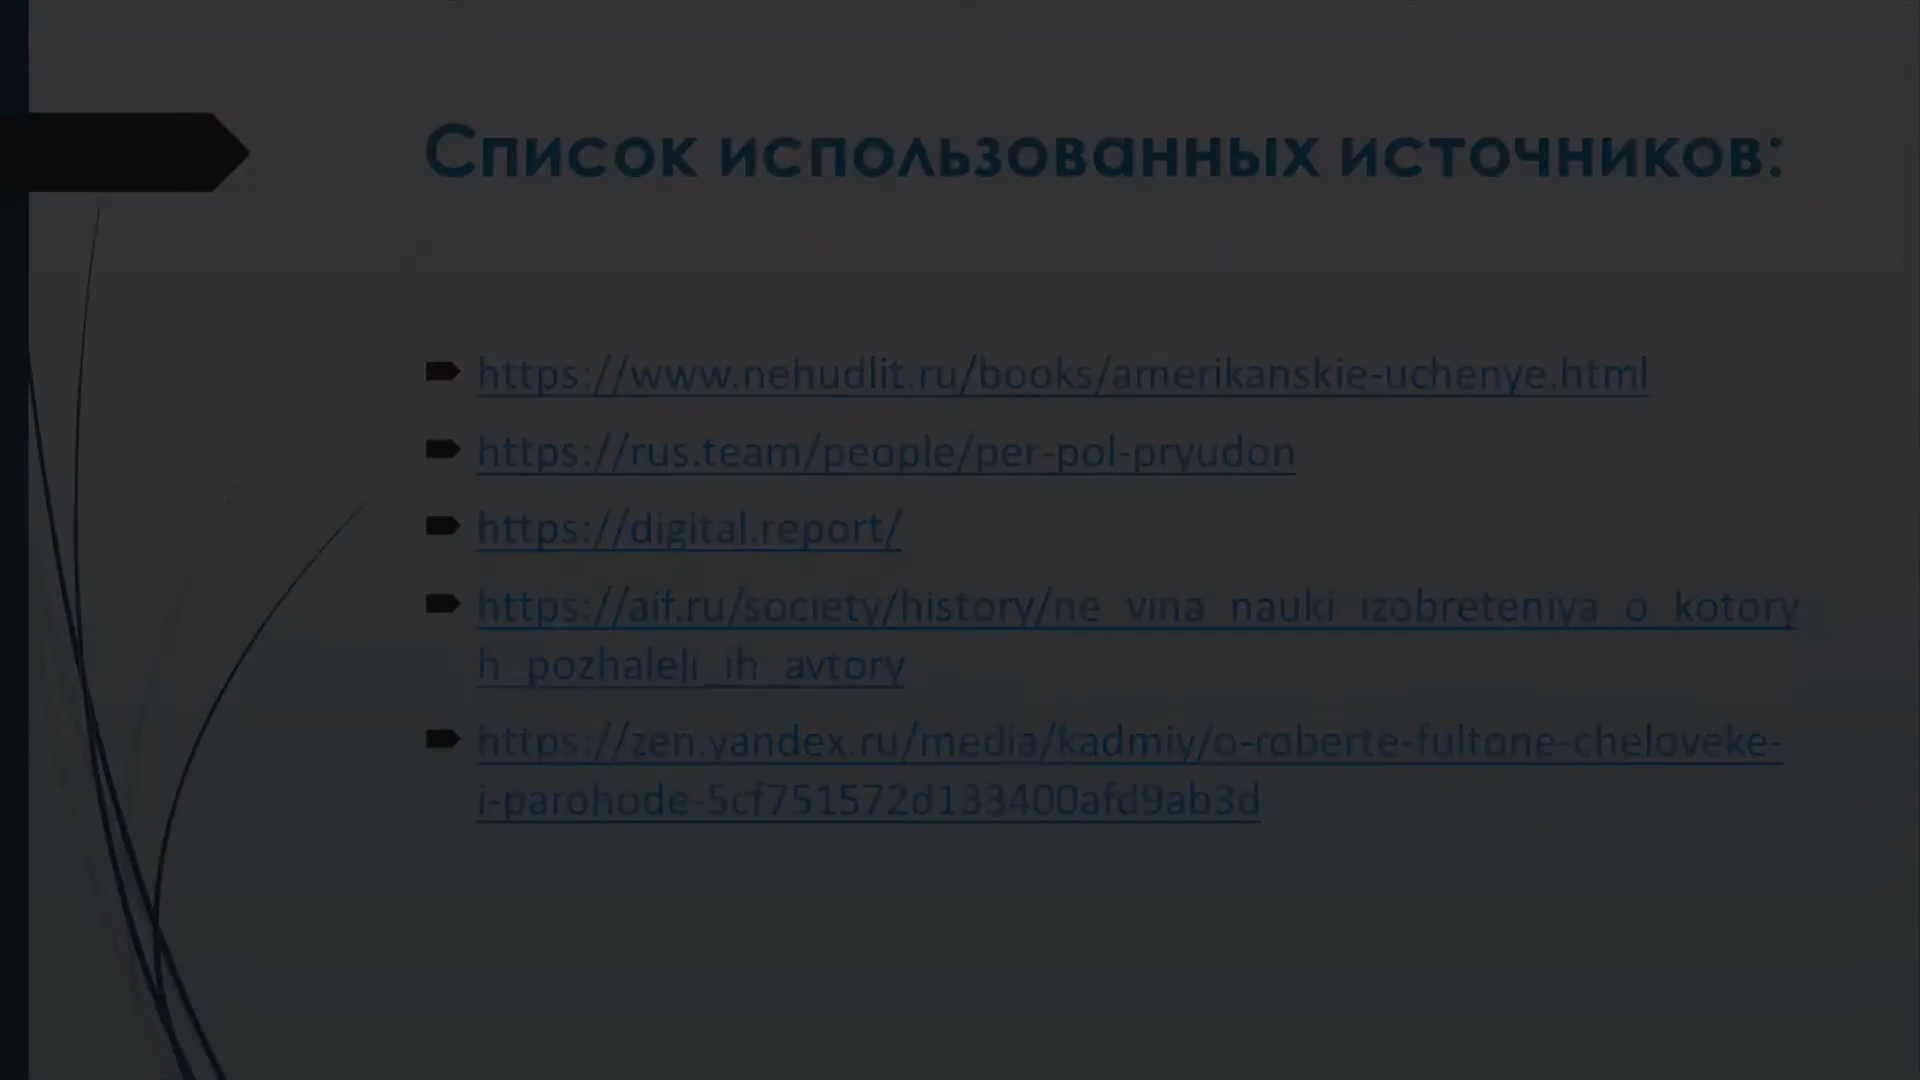 Список использованных источников:
https://www.nehudlit.ru/books/amerikanskie-uchenye.html
https://rus.team/people/per-pol-pryudon
https://digital.report/
https://aif.ru/society/history/ne_vina_nauki_izobreteniya_o_kotory
h_pozhaleli_ih_avtory
https://zen.yandex.ru/media/kadmiy/o-roberte-fultone-cheloveke-
i-parohode-5cf751572d133400afd9ab3d